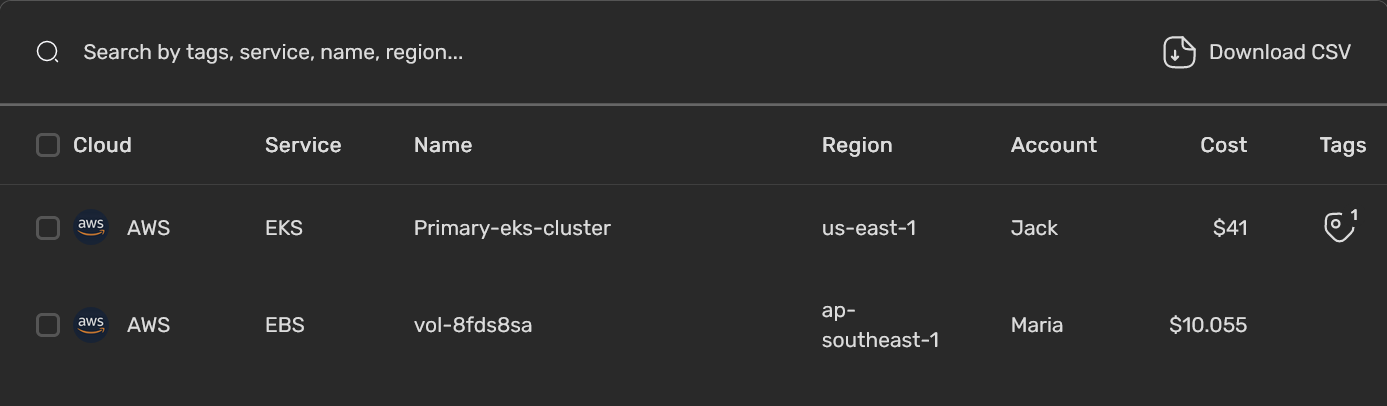 Search by tags, service, name, region...
Download CSV
Cloud Service Name Region Account Cost Tags
aws AWS EKS Primary-eks-cluster us-east-1 Jack $41 1
aws AWS EBS vol-8fds8sa ap-
southeast-1 Maria $10.055